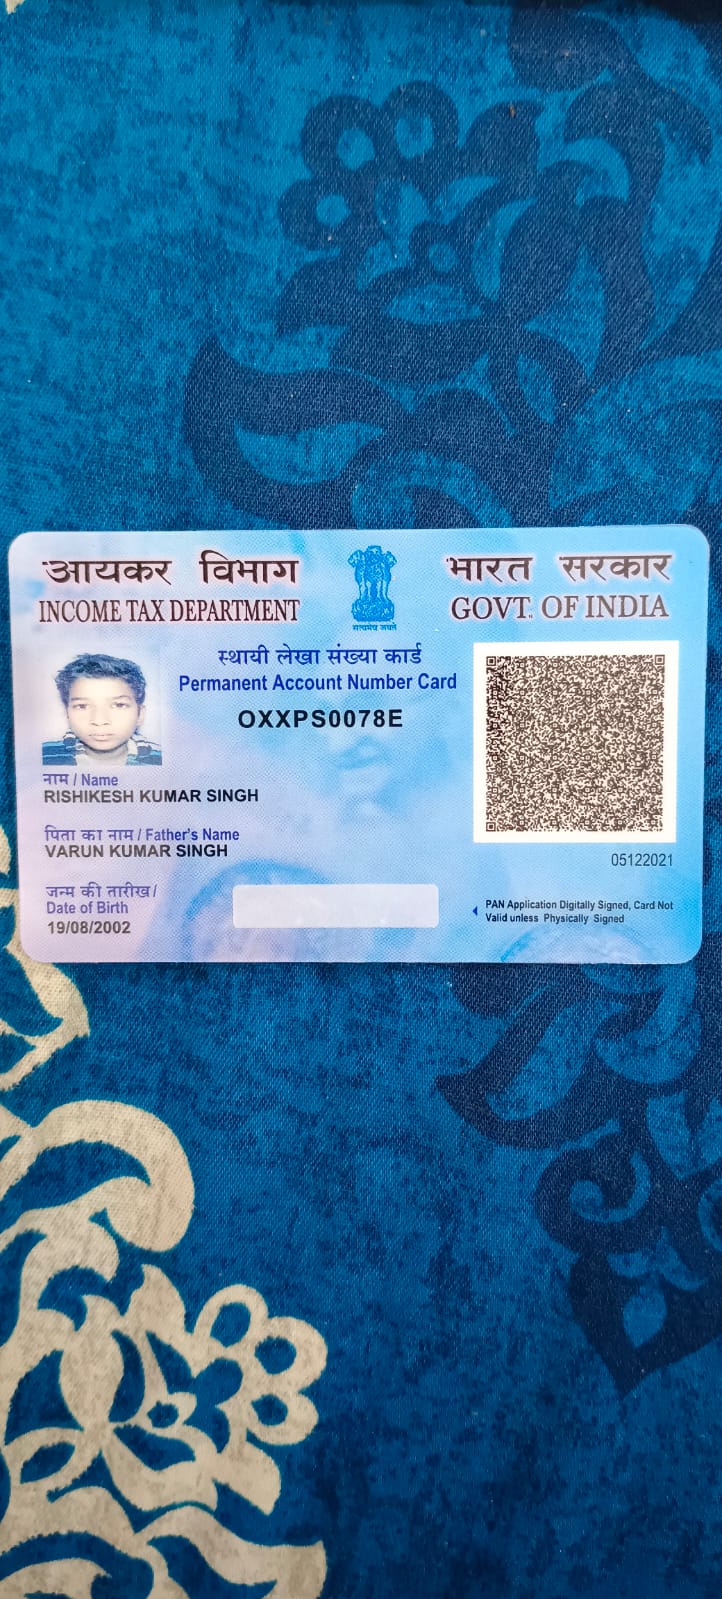 आयकर विभाग
INCOME TAX DEPARTMENT
सत्यमेव जयते
भारत सरकार
GOVT. OF INDIA
स्थायी लेखा संख्या कार्ड
Permanent Account Number Card
OXXPS0078E
नाम / Name
RISHIKESH KUMAR SINGH
पिता का नाम / Father's Name
VARUN KUMAR SINGH
जन्म की तारीख /
Date of Birth
19/08/2002
05122021
PAN Application Digitally Signed, Card Not
Valid unless Physically Signed